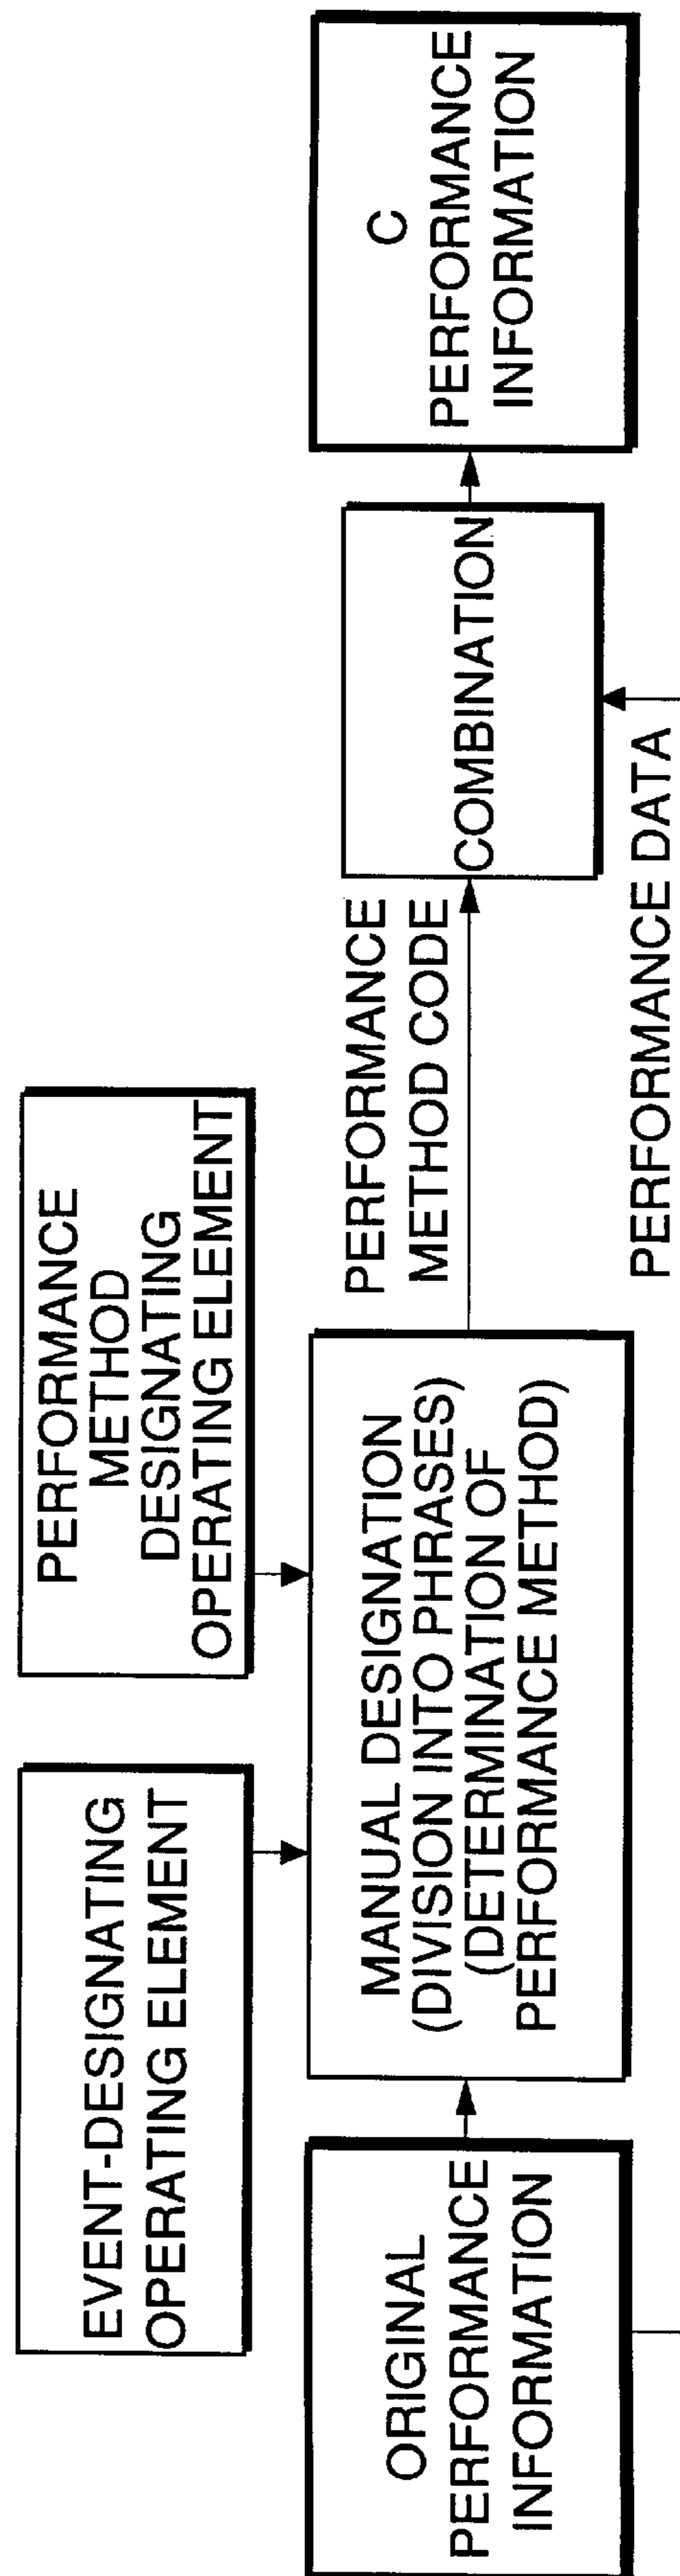 EVENT-DESIGNATING
OPERATING ELEMENT
PERFORMANCE
METHOD
DESIGNATING
OPERATING ELEMENT
ORIGINAL
PERFORMANCE
INFORMATION
MANUAL DESIGNATION
(DIVISION INTO PHRASES)
(DETERMINATION OF
PERFORMANCE METHOD)
PERFORMANCE
METHOD CODE
COMBINATION
C
PERFORMANCE
INFORMATION
PERFORMANCE DATA